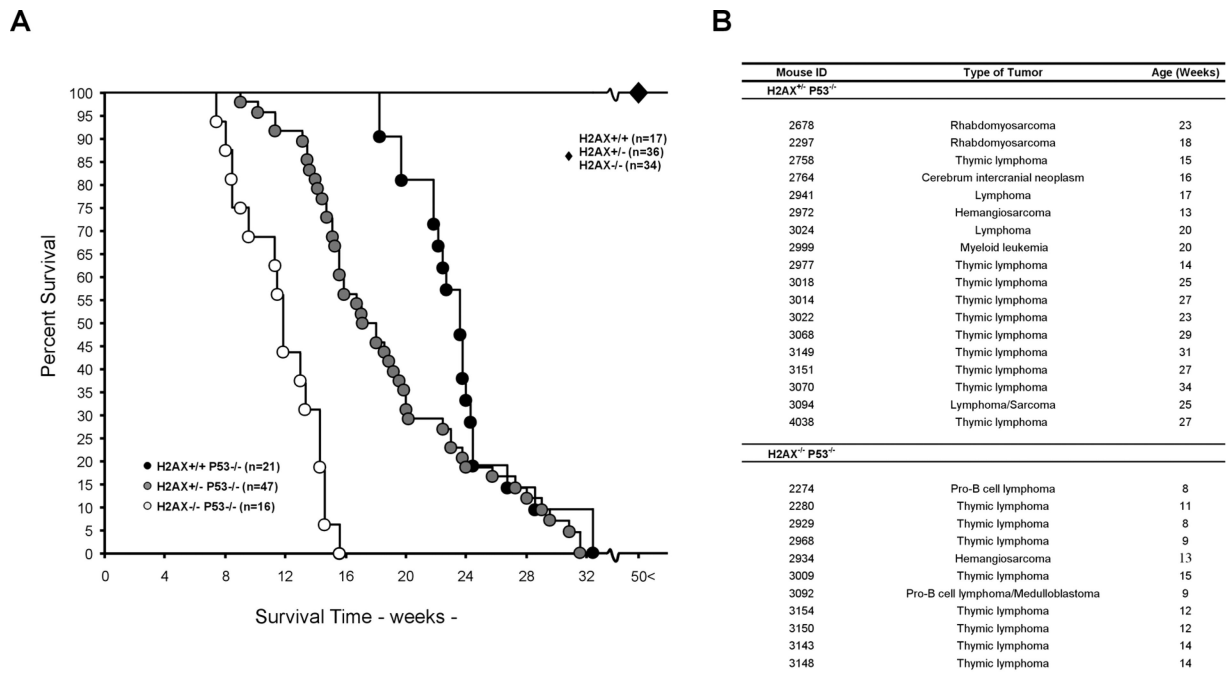 A
B
100
95
90
85
80
75
70
65
60
55
50
45
40
35
30
25
20
15
10
5
0
Percent Survival
H2AX+/+ (n=17)
H2AX+/- (n=36)
H2AX-/- (n=34)
H2AX+/+ P53-/- (n=21)
H2AX+/- P53-/- (n=47)
H2AX-/- P53-/- (n=16)
0 4 8 12 16 20 24 28 32 50<
Survival Time - weeks -
Mouse ID Type of Tumor Age (Weeks)
H2AX+/- P53-/-
2678 Rhabdomyosarcoma 23
2297 Rhabdomyosarcoma 18
2758 Thymic lymphoma 15
2764 Cerebrum intercranial neoplasm 16
2941 Lymphoma 17
2972 Hemangiosarcoma 13
3024 Lymphoma 20
2999 Myeloid leukemia 20
2977 Thymic lymphoma 14
3018 Thymic lymphoma 25
3014 Thymic lymphoma 27
3022 Thymic lymphoma 23
3068 Thymic lymphoma 29
3149 Thymic lymphoma 31
3151 Thymic lymphoma 27
3070 Thymic lymphoma 34
3094 Lymphoma/Sarcoma 25
4038 Thymic lymphoma 27
H2AX-/- P53-/-
2274 Pro-B cell lymphoma 8
2280 Thymic lymphoma 11
2929 Thymic lymphoma 8
2968 Thymic lymphoma 9
2934 Hemangiosarcoma 13
3009 Thymic lymphoma 15
3092 Pro-B cell lymphoma/Medulloblastoma 9
3154 Thymic lymphoma 12
3150 Thymic lymphoma 12
3143 Thymic lymphoma 14
3148 Thymic lymphoma 14